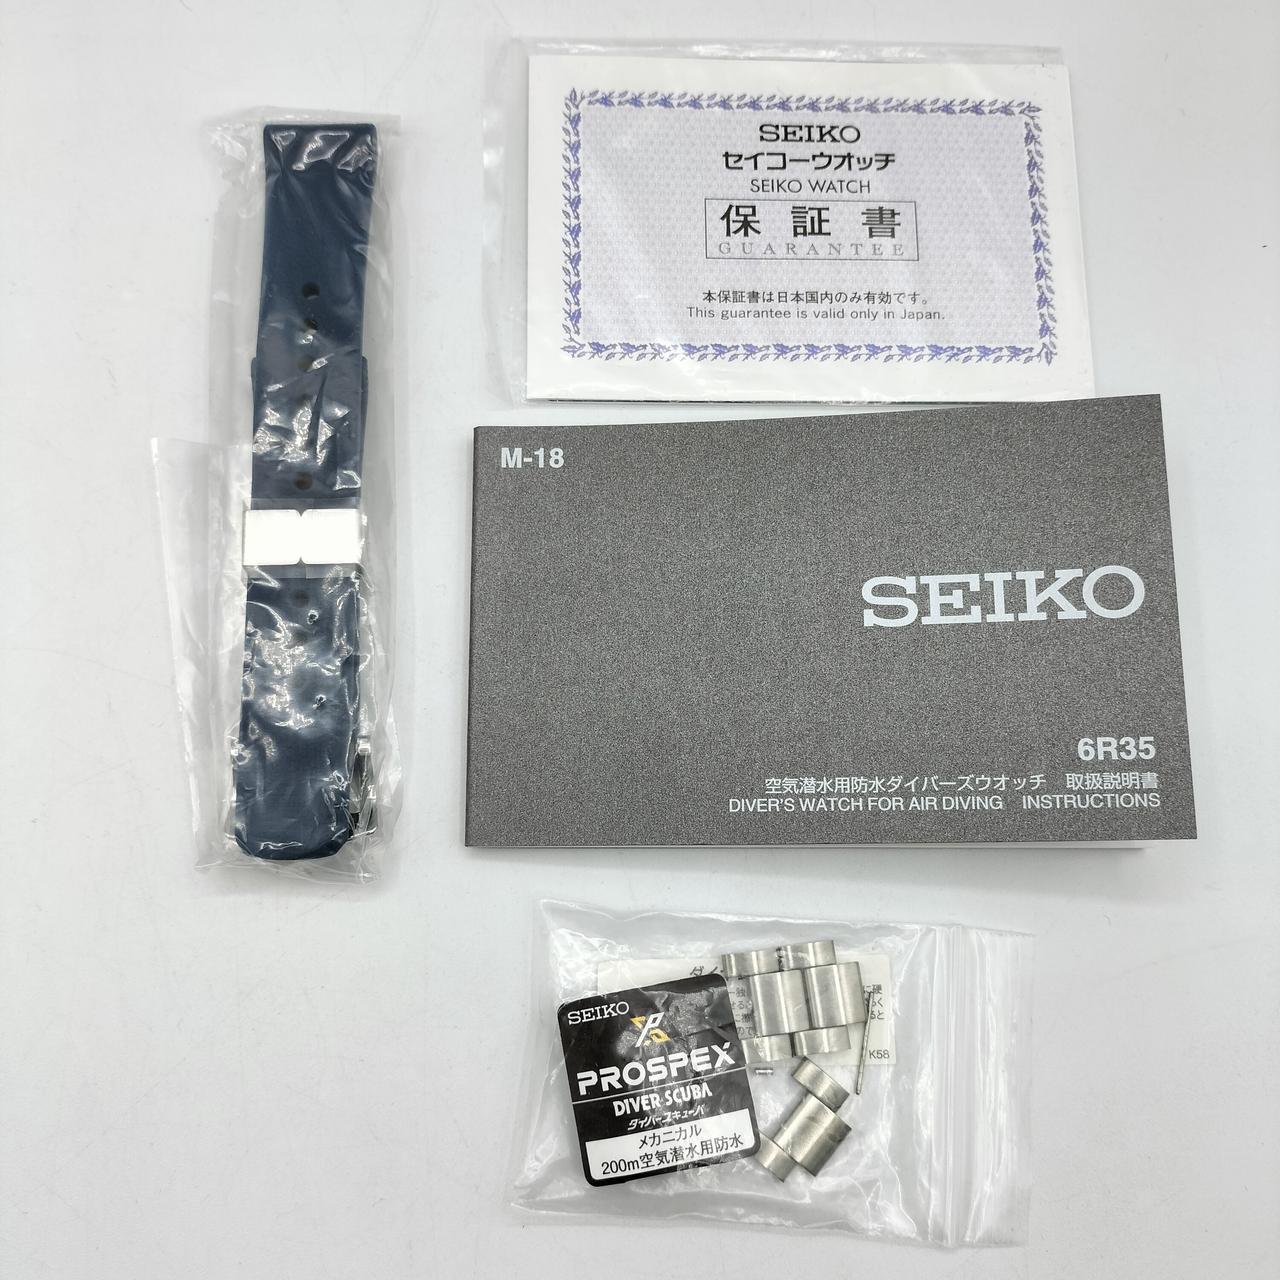 SEIKO
セイコーウオッチ
SEIKO WATCH
保証書
GUARANTEE
本保証書は日本国内のみ有効です。
This guarantee is valid only in Japan.
M-18
SEIKO
6R35
空気潜水用防水ダイバーズウオッチ 取扱説明書
DIVER'S WATCH FOR AIR DIVING INSTRUCTIONS
SEIKO
PROSPEX
DIVER SCUBA
ダイバースキューバ
メカニカル
200m空気潜水用防水
K58